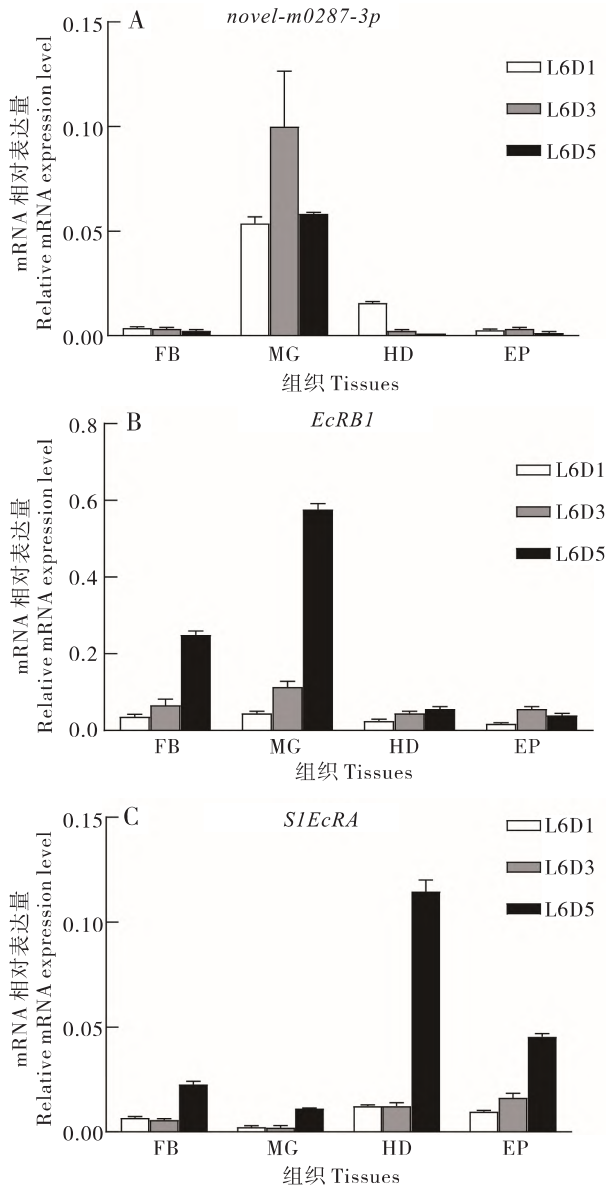 A
novel-m0287-3p
0.15
0.10
0.05
0.00
mRNA 相对表达量
Relative mRNA expression level
L6D1
L6D3
L6D5
FB MG HD EP
组织 Tissues
B
EcRB1
0.8
0.6
0.4
0.2
0.0
mRNA 相对表达量
Relative mRNA expression level
L6D1
L6D3
L6D5
FB MG HD EP
组织 Tissues
C
S1EcRA
0.15
0.10
0.05
0.00
mRNA 相对表达量
Relative mRNA expression level
L6D1
L6D3
L6D5
FB MG HD EP
组织 Tissues